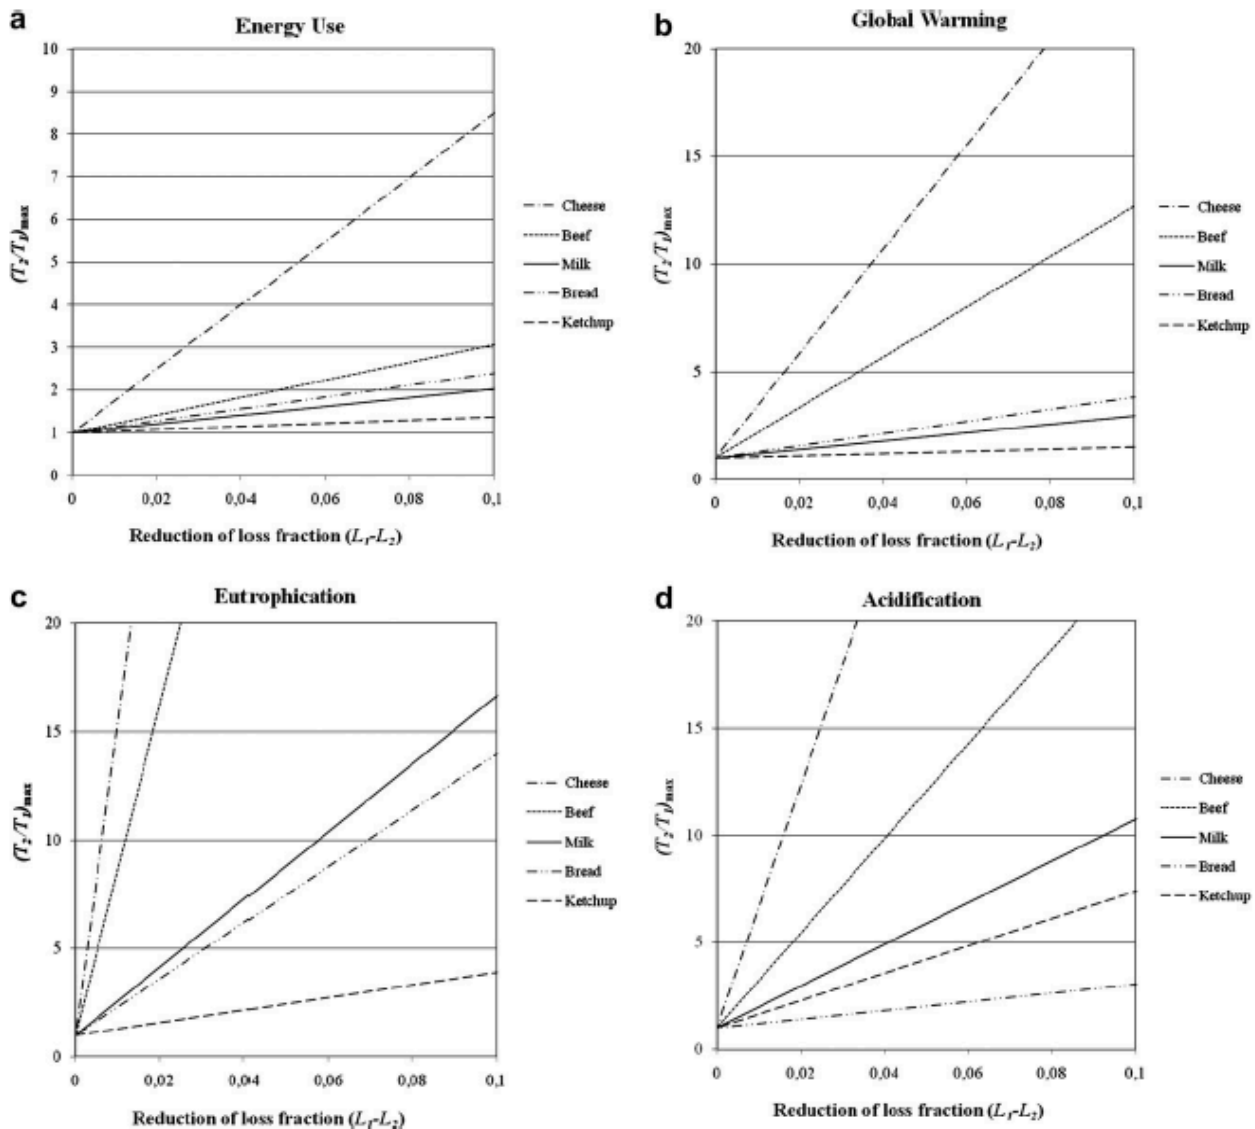 a
Energy Use
10
9
8
7
6
5
4
3
2
1
0
(T2/T1)max
0
0,02
0,04
0,06
0,08
0,1
Reduction of loss fraction (L1-L2)
Cheese
Beef
Milk
Bread
Ketchup
b
Global Warming
20
15
10
5
0
(T2/T1)max
0
0,02
0,04
0,06
0,08
0,1
Reduction of loss fraction (L1-L2)
Cheese
Beef
Milk
Bread
Ketchup
c
Eutrophication
20
15
10
5
0
(T2/T1)max
0
0,02
0,04
0,06
0,08
0,1
Reduction of loss fraction (L1-L2)
Cheese
Beef
Milk
Bread
Ketchup
d
Acidification
20
15
10
5
0
(T2/T1)max
0
0,02
0,04
0,06
0,08
0,1
Reduction of loss fraction (L1-L2)
Cheese
Beef
Milk
Bread
Ketchup